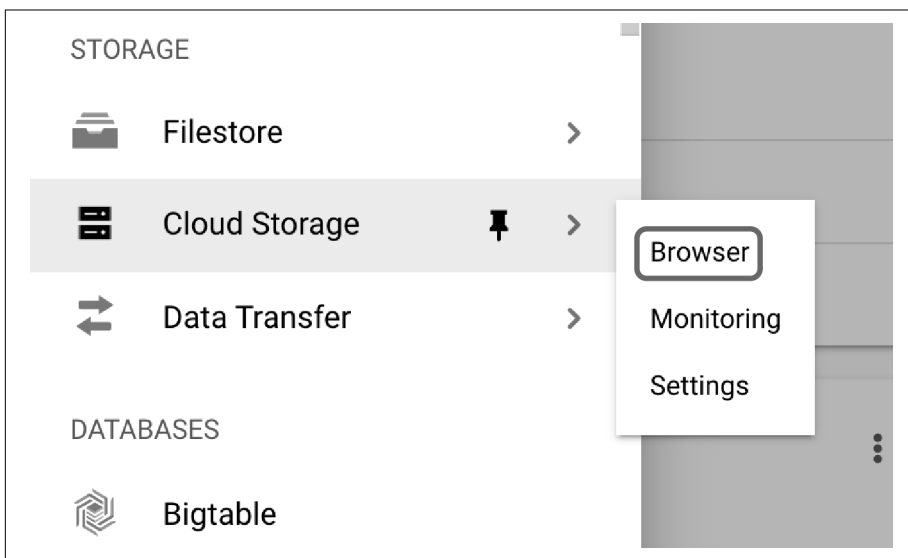 STORAGE
Filestore
Cloud Storage
Data Transfer
Browser
Monitoring
Settings
DATABASES
Bigtable